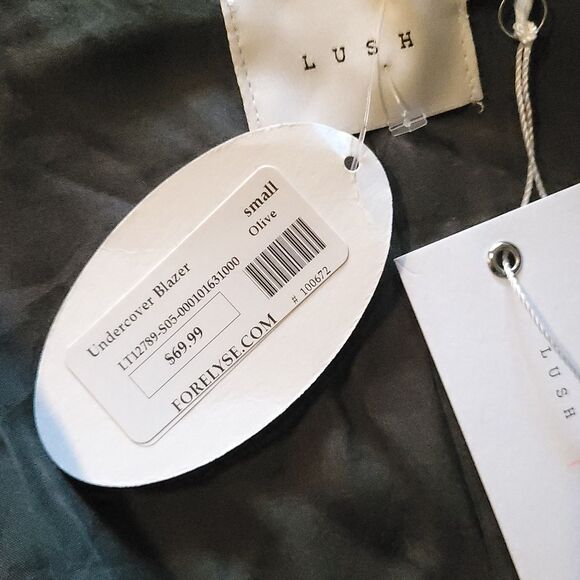 LUSH
small
Olive
Undercover Blazer
LT12789-S05-000101631000
$69.99
# 100672
FORELYSE.COM
LUSH